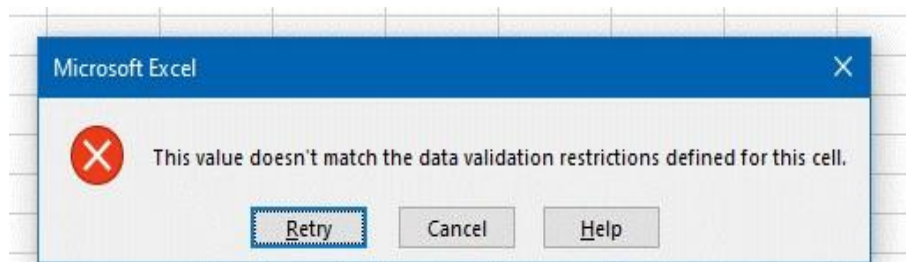 Microsoft Excel
This value doesn't match the data validation restrictions defined for this cell.
Retry Cancel Help